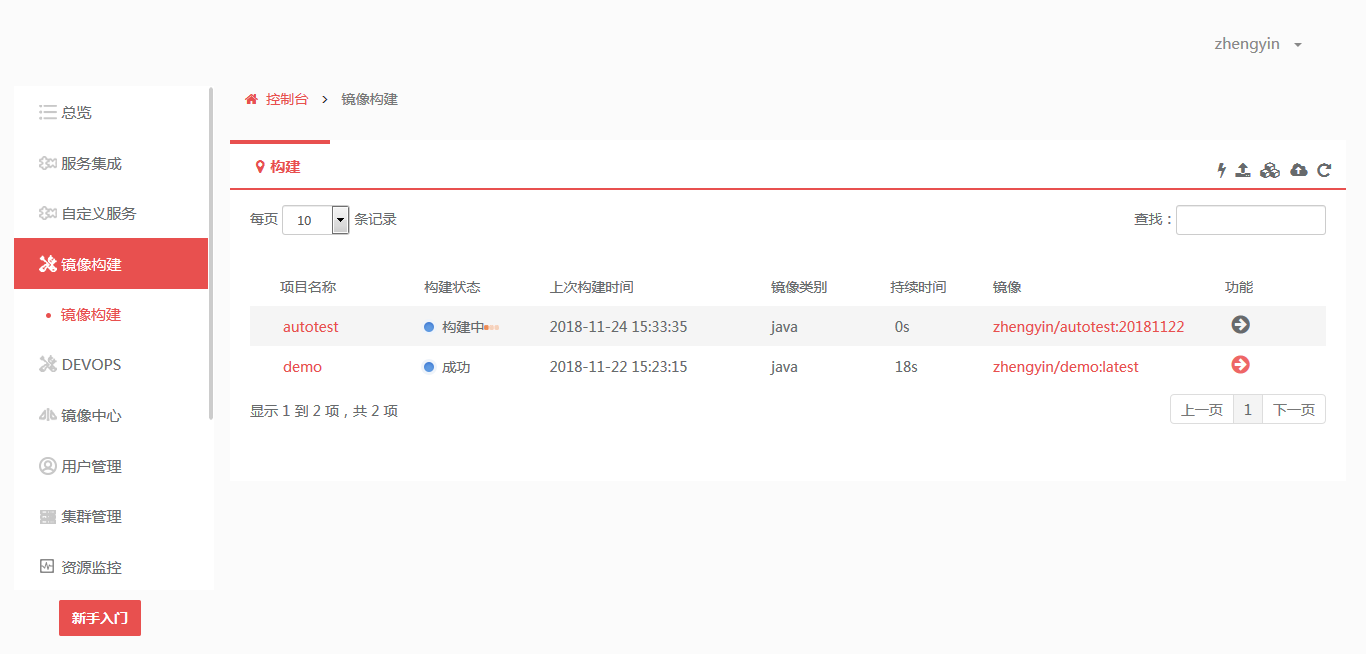 zhengyin
总览
服务集成
自定义服务
镜像构建
镜像构建
DEVOPS
镜像中心
用户管理
集群管理
资源监控
新手入门
控制台 > 镜像构建
构建
每页 10 条记录
查找：
项目名称 构建状态 上次构建时间 镜像类别 持续时间 镜像 功能
autotest 构建中 2018-11-24 15:33:35 java 0s zhengyin/autotest:20181122
demo 成功 2018-11-22 15:23:15 java 18s zhengyin/demo:latest
显示 1 到 2 项，共 2 项
上一页 1 下一页